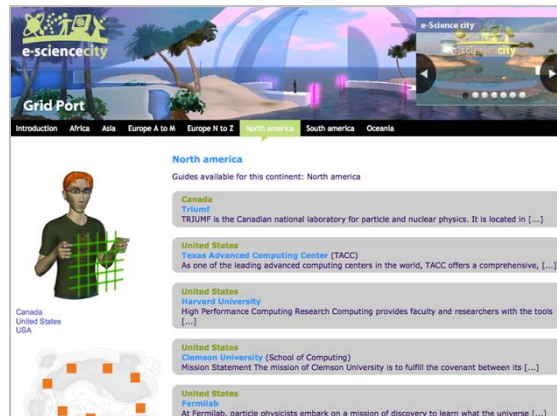 e-sciencecity
e-Science city
Grid Port
Introduction Africa Asia Europe A to M Europe N to Z North america South america Oceania
North america
Guides available for this continent: North america
Canada
Triumf
TRIUMF is the Canadian national laboratory for particle and nuclear physics. It is located in [...]
United States
Texas Advanced Computing Center (TACC)
As one of the leading advanced computing centers in the world, TACC offers a comprehensive, [...]
United States
Harvard University
High Performance Computing Research Computing provides faculty and researchers with the tools
[...]
United States
Clemson University (School of Computing)
Mission Statement The mission of Clemson University is to fulfill the covenant between its [...]
United States
Fermilab
At Fermilab, particle physicists embark on a mission of discovery to learn what the universe [...]
Canada
United States
USA